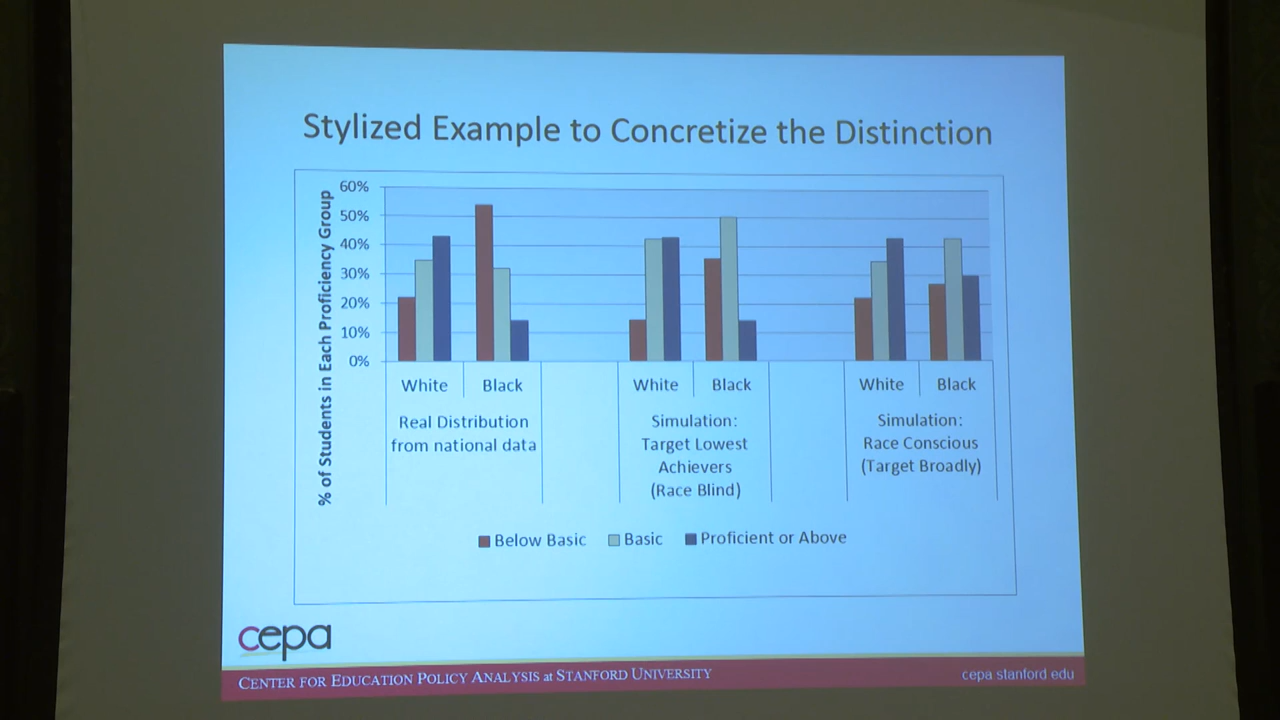 Stylized Example to Concretize the Distinction
% of Students in Each Proficiency Group
60%
50%
40%
30%
20%
10%
0%
White Black White Black White Black
Real Distribution
from national data
Simulation:
Target Lowest
Achievers
(Race Blind)
Simulation:
Race Conscious
(Target Broadly)
Below Basic Basic Proficient or Above
cepa
CENTER FOR EDUCATION POLICY ANALYSIS at STANFORD UNIVERSITY
cepa stanford edu